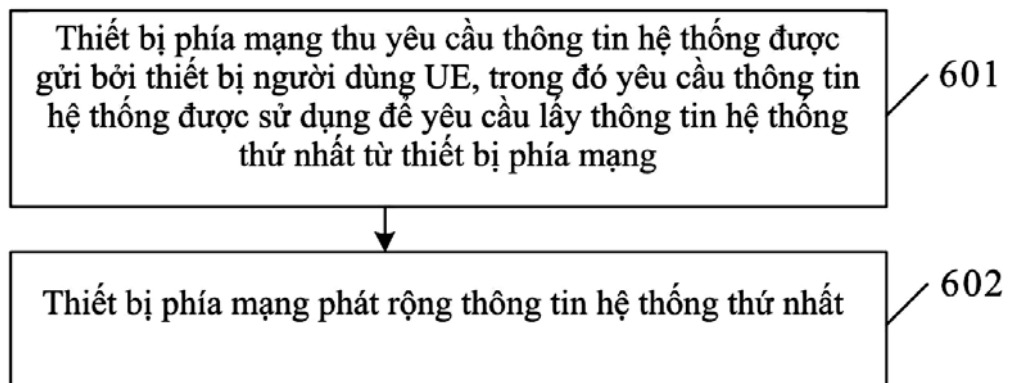 Thiết bị phía mạng thu yêu cầu thông tin hệ thống được
gửi bởi thiết bị người dùng UE, trong đó yêu cầu thông tin
hệ thống được sử dụng để yêu cầu lấy thông tin hệ thống
thứ nhất từ thiết bị phía mạng
601
Thiết bị phía mạng phát rộng thông tin hệ thống thứ nhất
602